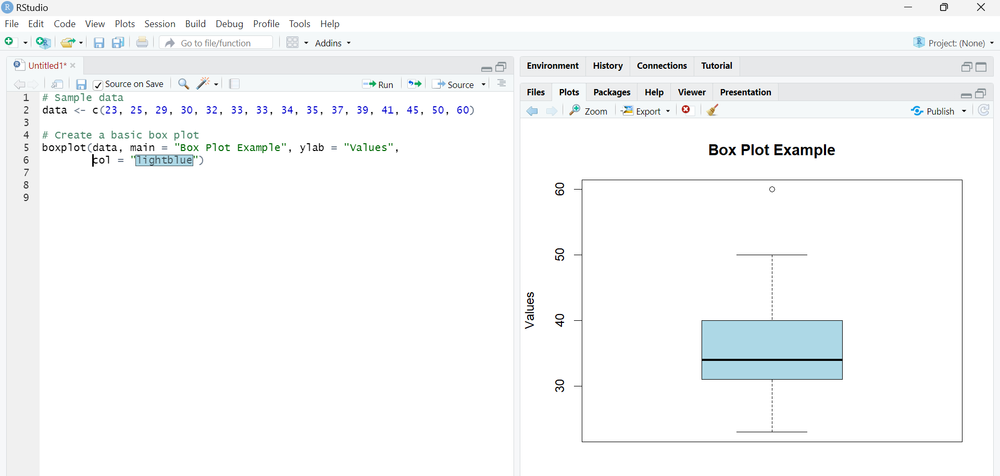 RStudio
File Edit Code View Plots Session Build Debug Profile Tools Help
Go to file/function Addins Project: (None)
Untitled1*
Source on Save Run Source
1 # Sample data
2 data <- c(23, 25, 29, 30, 32, 33, 33, 34, 35, 37, 39, 41, 45, 50, 60)
3
4 # Create a basic box plot
5 boxplot(data, main = "Box Plot Example", ylab = "Values",
6 col = "lightblue")
7
8
9
Environment History Connections Tutorial
Files Plots Packages Help Viewer Presentation
Zoom Export Publish
Box Plot Example
60
50
40
30
Values